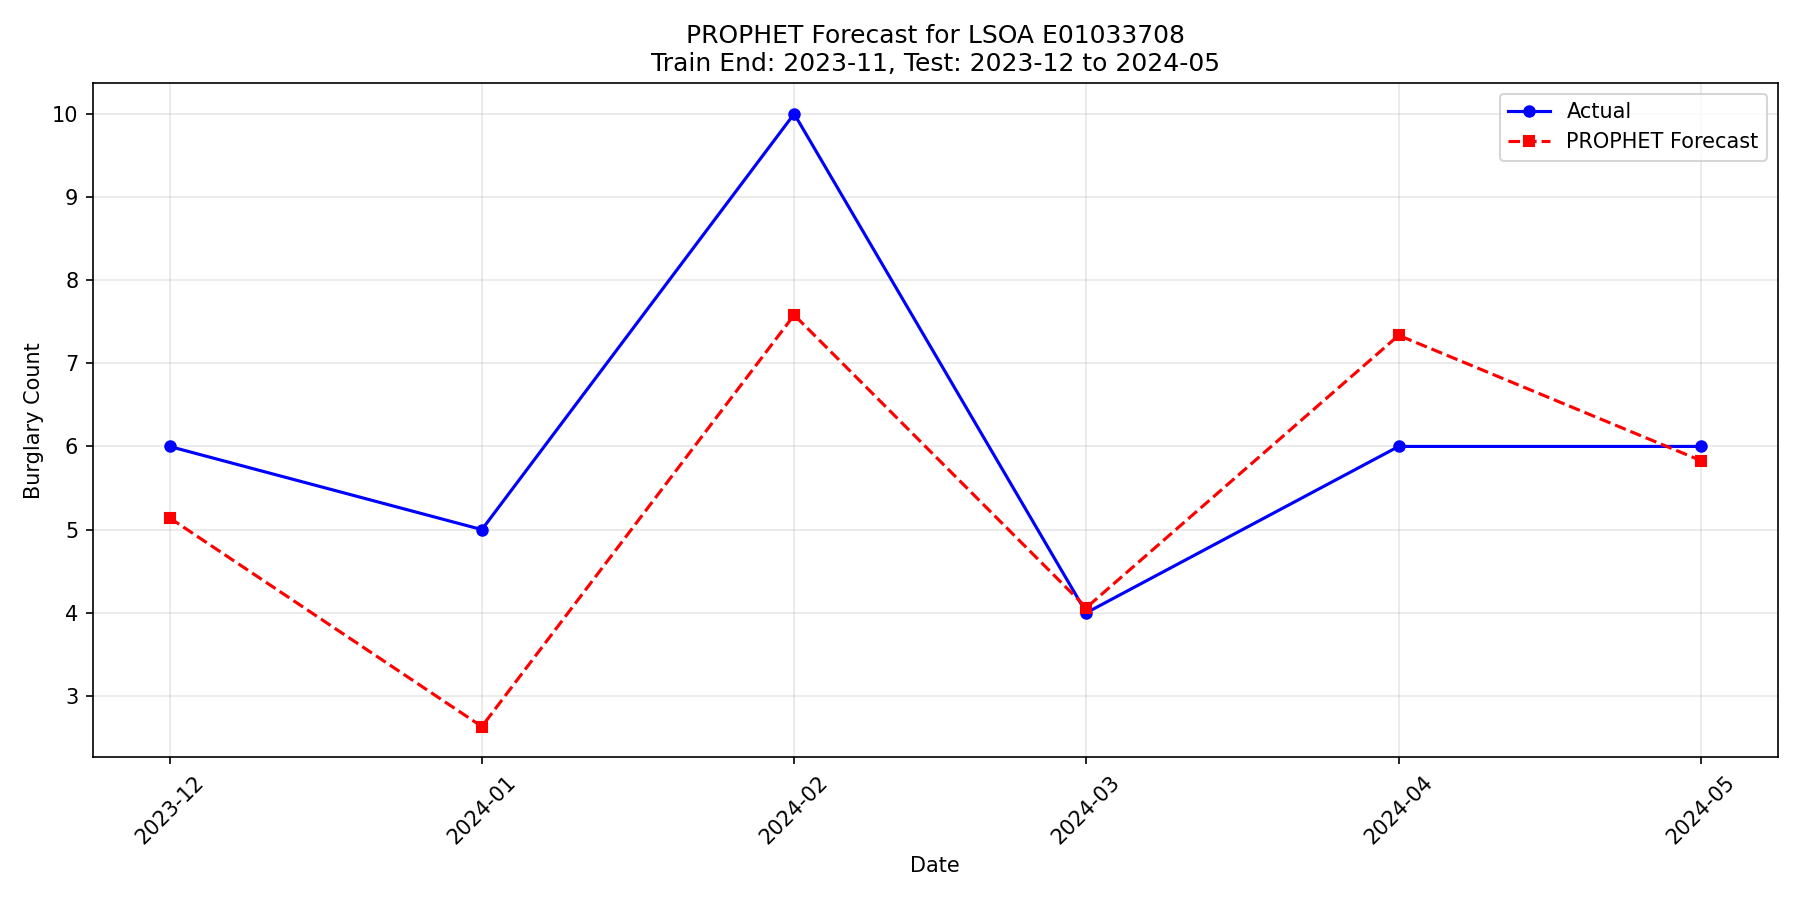 PROPHET Forecast for LSOA E01033708
Train End: 2023-11, Test: 2023-12 to 2024-05
Actual
PROPHET Forecast
Burglary Count
10
9
8
7
6
5
4
3
2023-12
2024-01
2024-02
2024-03
2024-04
2024-05
Date